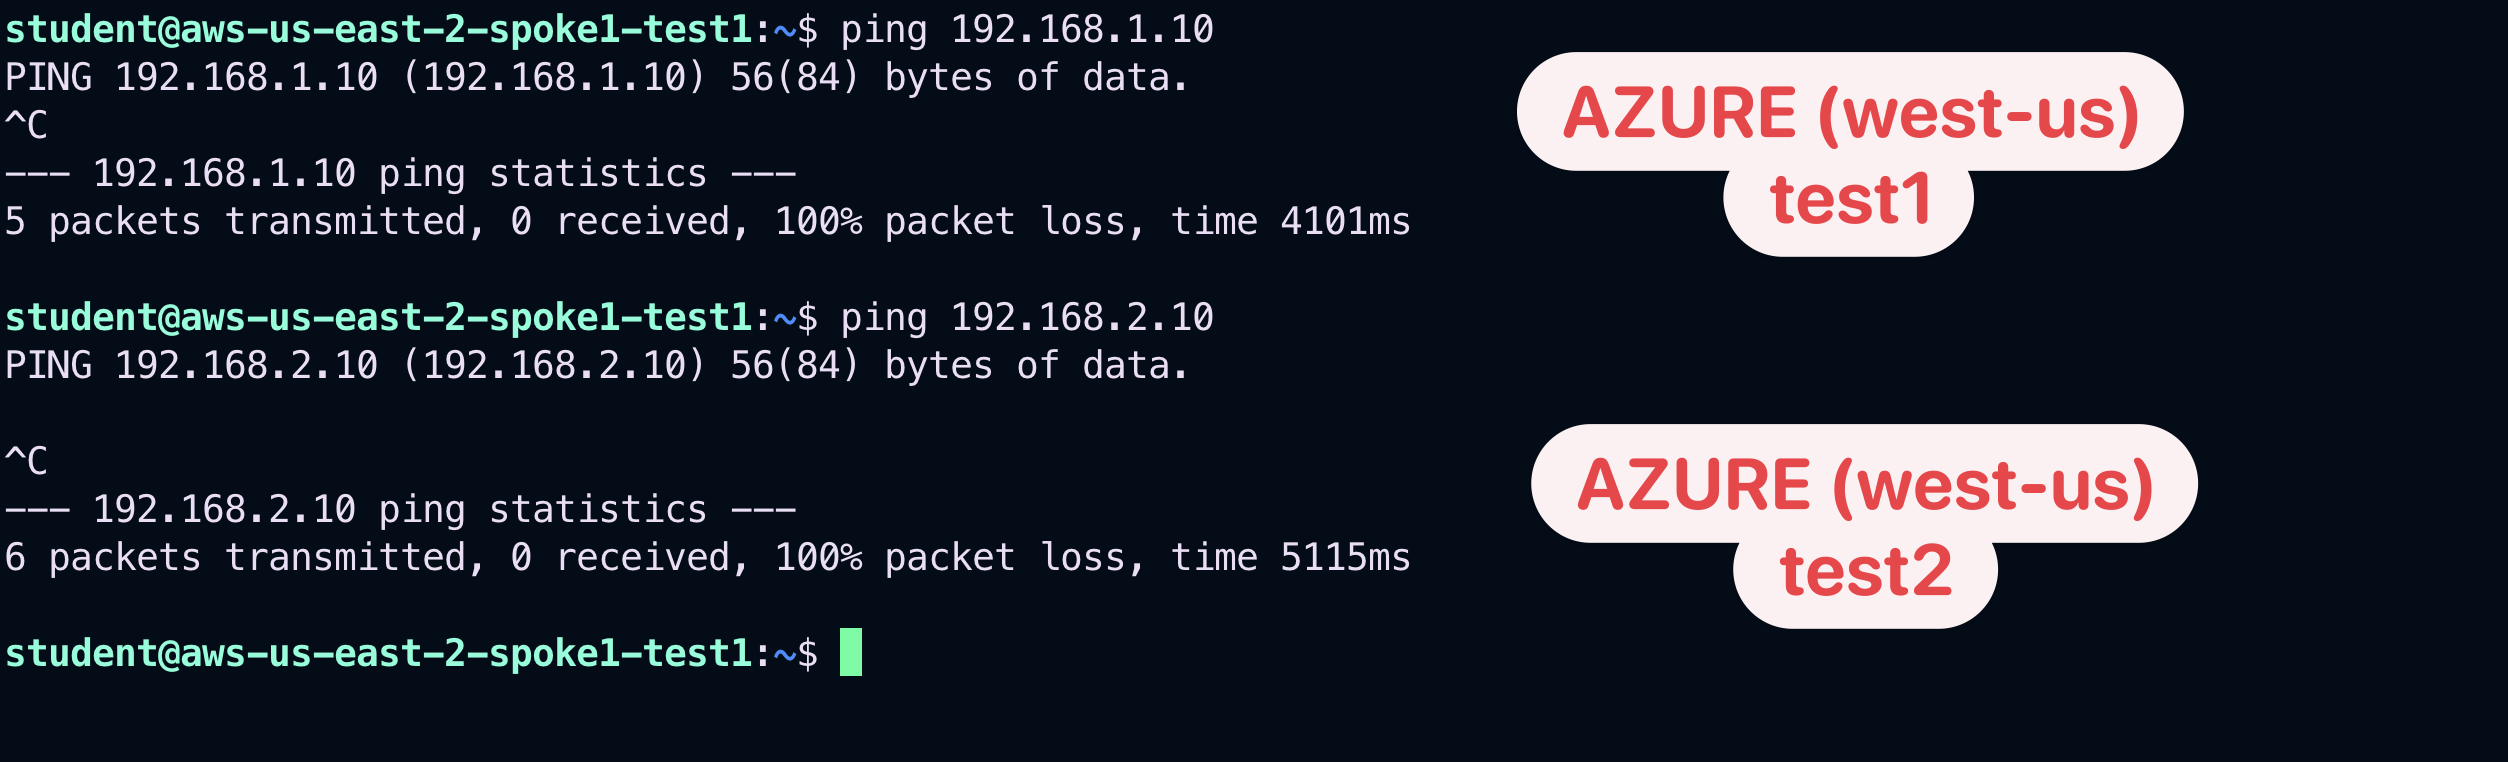 student@aws-us-east-2-spoke1-test1:~$ ping 192.168.1.10
PING 192.168.1.10 (192.168.1.10) 56(84) bytes of data.
^C
--- 192.168.1.10 ping statistics ---
5 packets transmitted, 0 received, 100% packet loss, time 4101ms
AZURE (west-us)
test1
student@aws-us-east-2-spoke1-test1:~$ ping 192.168.2.10
PING 192.168.2.10 (192.168.2.10) 56(84) bytes of data.
^C
--- 192.168.2.10 ping statistics ---
6 packets transmitted, 0 received, 100% packet loss, time 5115ms
AZURE (west-us)
test2
student@aws-us-east-2-spoke1-test1:~$